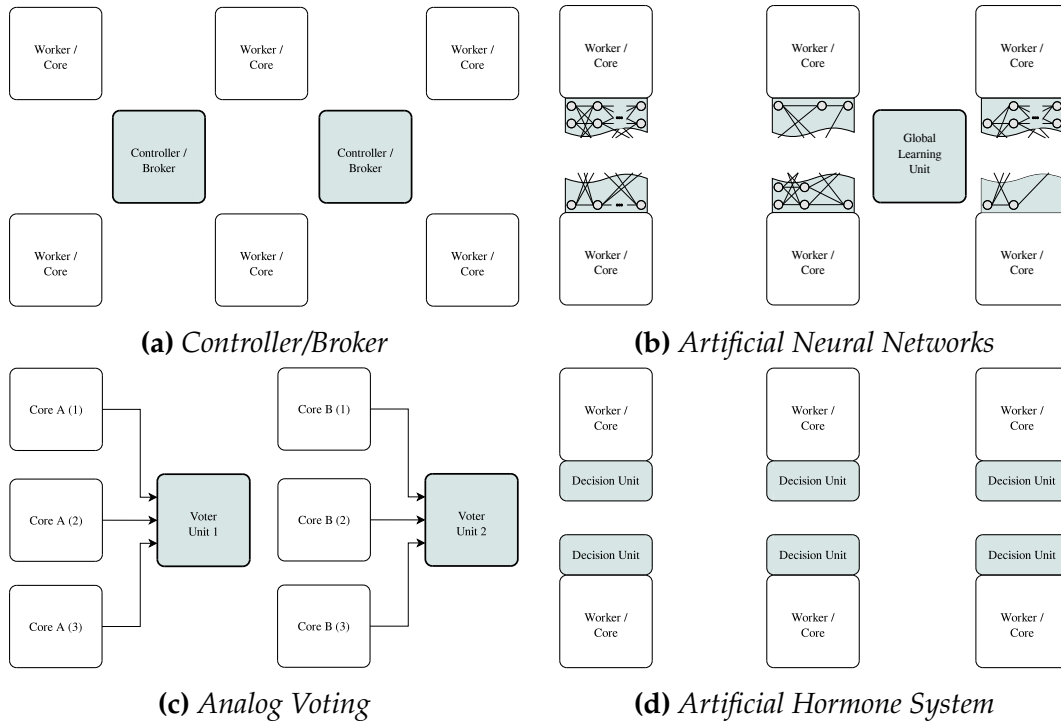 Worker /
Core
Worker /
Core
Worker /
Core
Controller /
Broker
Controller /
Broker
Worker /
Core
Worker /
Core
Worker /
Core
(a) Controller/Broker
Worker /
Core
Worker /
Core
Worker /
Core
...
...
Global
Learning
Unit
...
Worker /
Core
Worker /
Core
Worker /
Core
(b) Artificial Neural Networks
Core A (1)
Core B (1)
Core A (2)
Voter
Unit 1
Core B (2)
Voter
Unit 2
Core A (3)
Core B (3)
(c) Analog Voting
Worker /
Core
Worker /
Core
Worker /
Core
Decision Unit
Decision Unit
Decision Unit
Decision Unit
Decision Unit
Decision Unit
Worker /
Core
Worker /
Core
Worker /
Core
(d) Artificial Hormone System